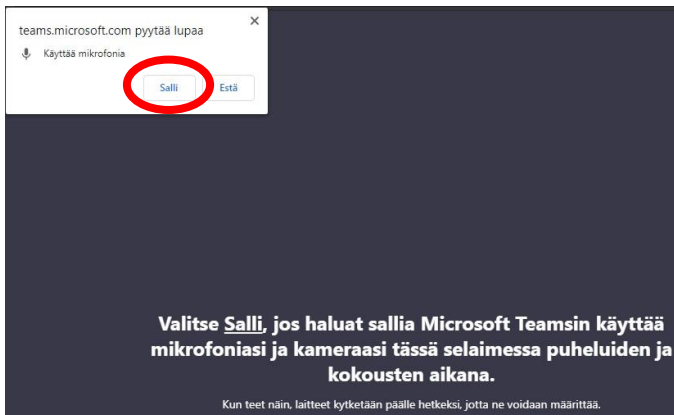 teams.microsoft.com pyytää lupaa
Käyttää mikrofonia
Salli Estä
Valitse Salli, jos haluat sallia Microsoft Teamsin käyttää
mikrofoniasi ja kameraasi tässä selaimessa puheluiden ja
kokousten aikana.
Kun teet näin, laitteet kytketään päälle hetkeksi, jotta ne voidaan määrittää.